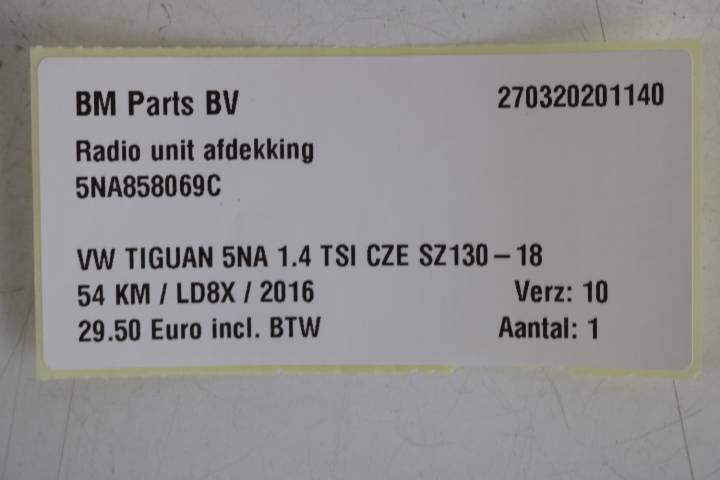 BM Parts BV 270320201140
Radio unit afdekking
5NA858069C
VW TIGUAN 5NA 1.4 TSI CZE SZ130-18
54 KM / LD8X / 2016 Verz: 10
29.50 Euro incl. BTW Aantal: 1